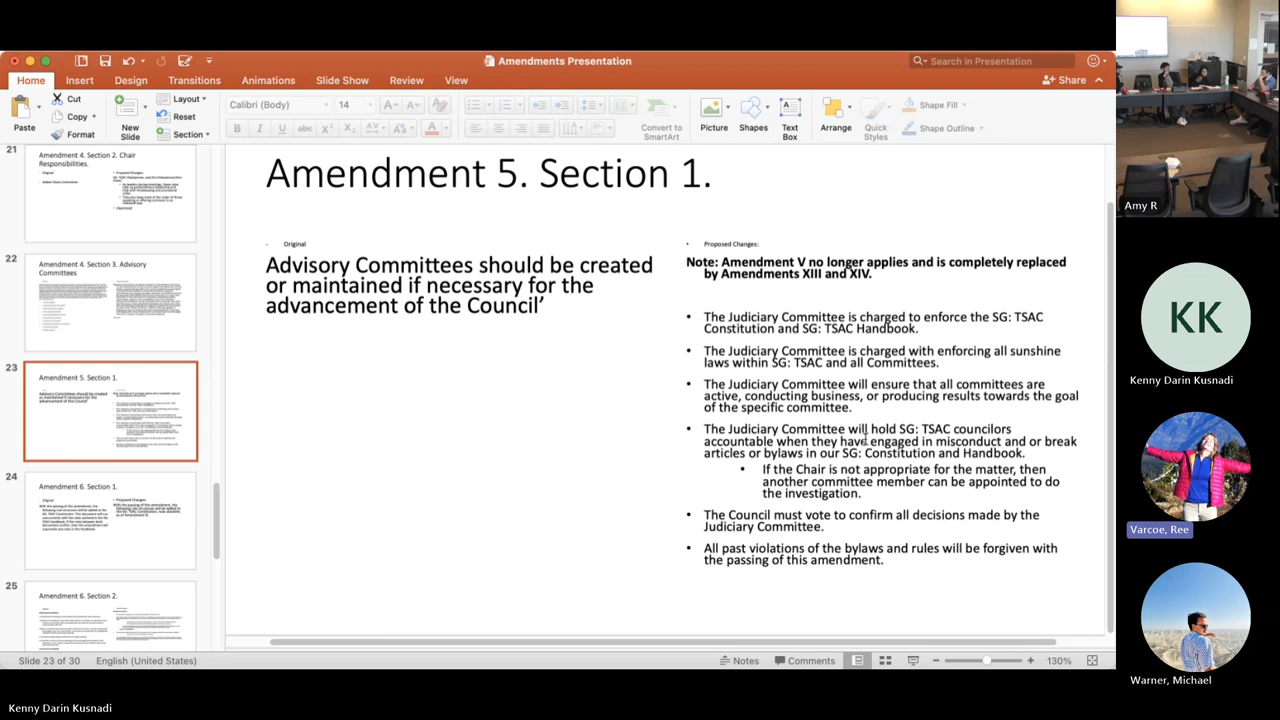 Amendments Presentation
Search in Presentation
Home Insert Design Transitions Animations Slide Show Review View
Share
Paste
Cut
Copy
Format
New Slide
Layout
Reset
Section
Calibri (Body) 14
Convert to SmartArt
Picture
Shapes
Text Box
Arrange
Quick Styles
Shape Fill
Shape Outline
21
Amendment 4. Section 2. Chair
Responsibilities.
22
Amendment 4. Section 3. Advisory
Committees
23
Amendment 5. Section 1.
24
Amendment 6. Section 1.
25
Amendment 6. Section 2.
Amendment 5. Section 1.
Original
Advisory Committees should be created
or maintained if necessary for the
advancement of the Council’
Proposed Changes:
Note: Amendment V no longer applies and is completely replaced
by Amendments XIII and XIV.
• The Judiciary Committee is charged to enforce the SG: TSAC
Constitution and SG: TSAC Handbook.
• The Judiciary Committee is charged with enforcing all sunshine
laws within SG: TSAC and all Committees.
• The Judiciary Committee will ensure that all committees are
active, conducting business, or producing results towards the goal
of the specific committee.
• The Judiciary Committee will hold SG: TSAC councilors
accountable when they have engaged in misconduct and or break
articles or bylaws in our SG: Constitution and Handbook.
• If the Chair is not appropriate for the matter, then
another committee member can be appointed to do
the investigation.
• The Council must vote to confirm all decisions made by the
Judiciary Committee.
• All past violations of the bylaws and rules will be forgiven with
the passing of this amendment.
Slide 23 of 30 English (United States)
Notes Comments
130%
Amy R
KK
Kenny Darin Kusnadi
Varcoe, Ree
Warner, Michael
Kenny Darin Kusnadi